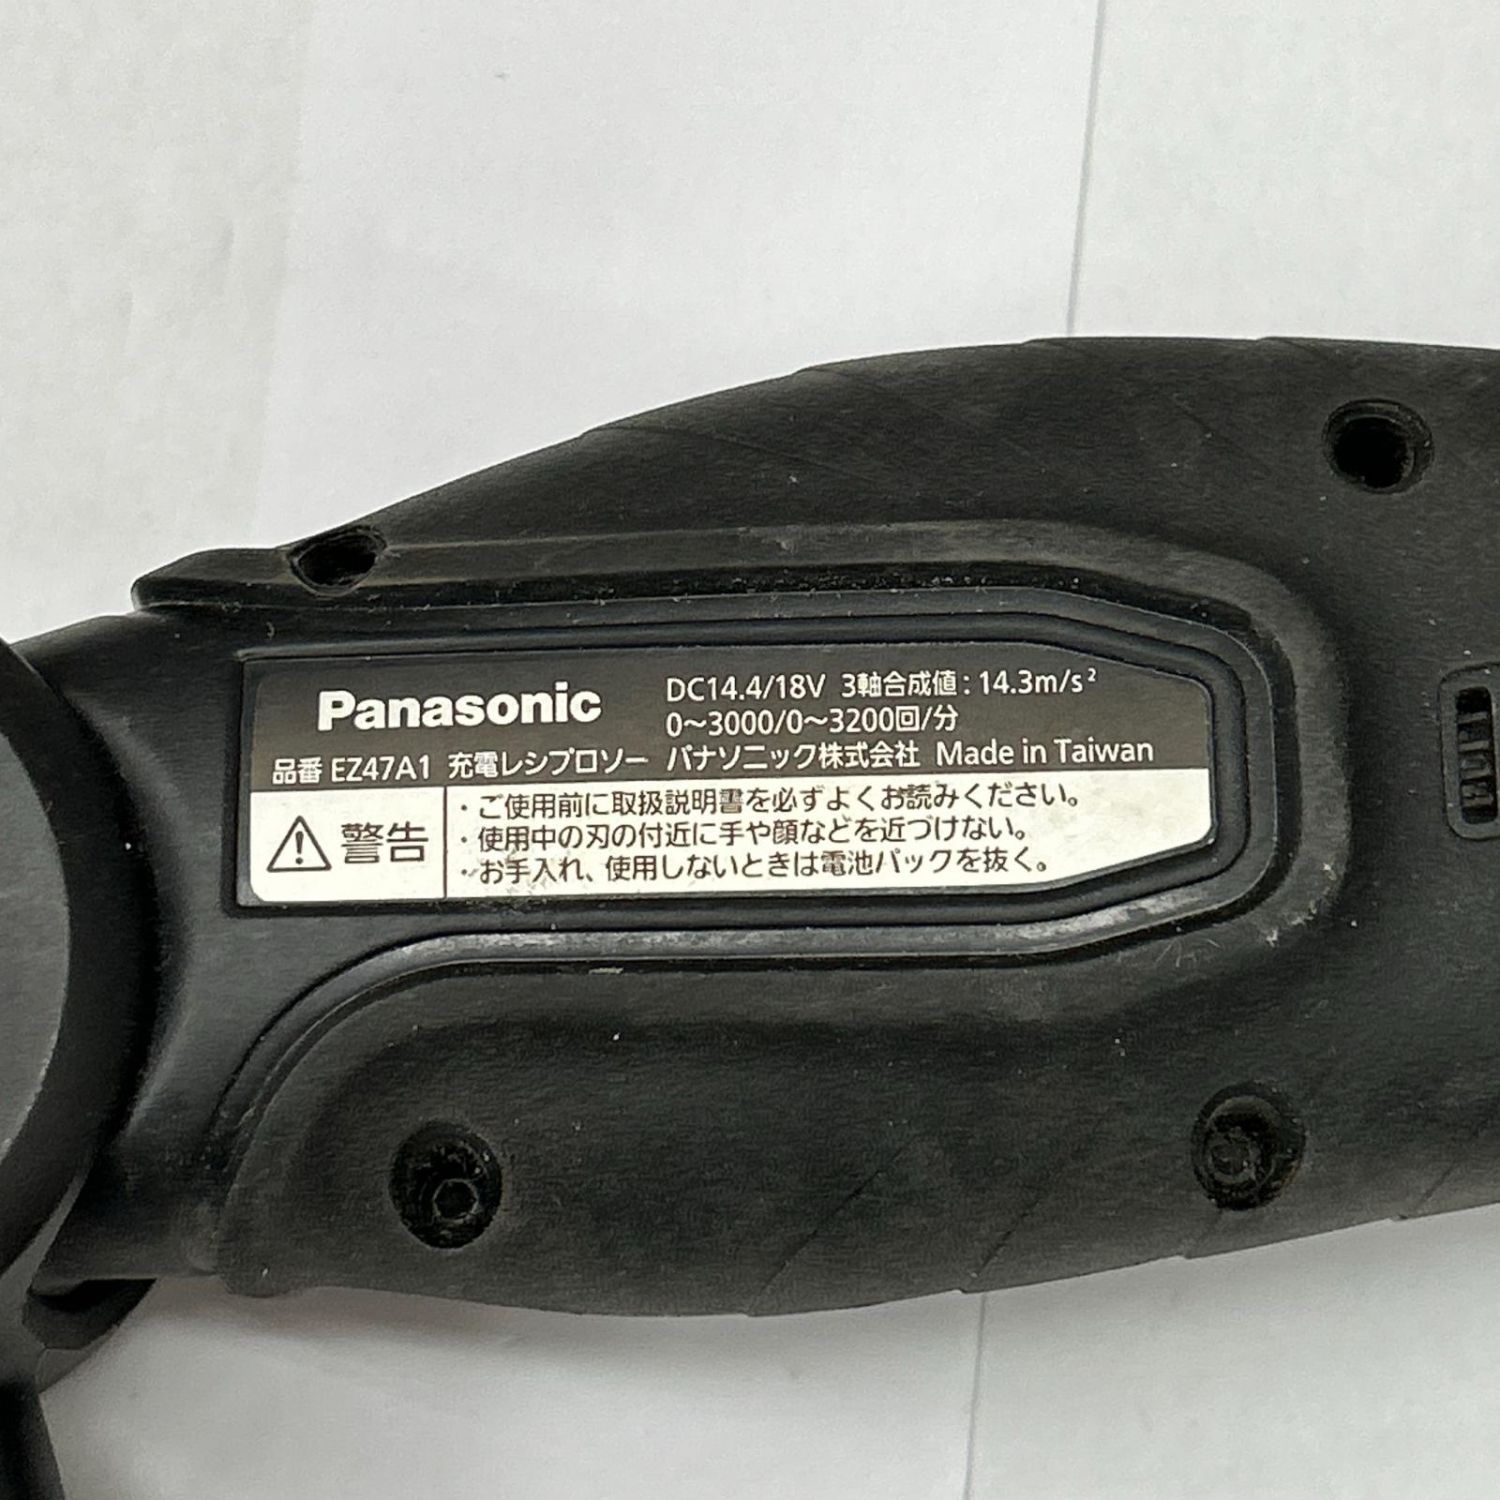 Panasonic
DC14.4/18V 3軸合成値：14.3m/s²
0～3000/0～3200回/分
品番 EZ47A1 充電レシプロソー パナソニック株式会社 Made in Taiwan
警告
・ご使用前に取扱説明書を必ずよくお読みください。
・使用中の刃の付近に手や顔などを近づけない。
・お手入れ、使用しないときは電池パックを抜く。